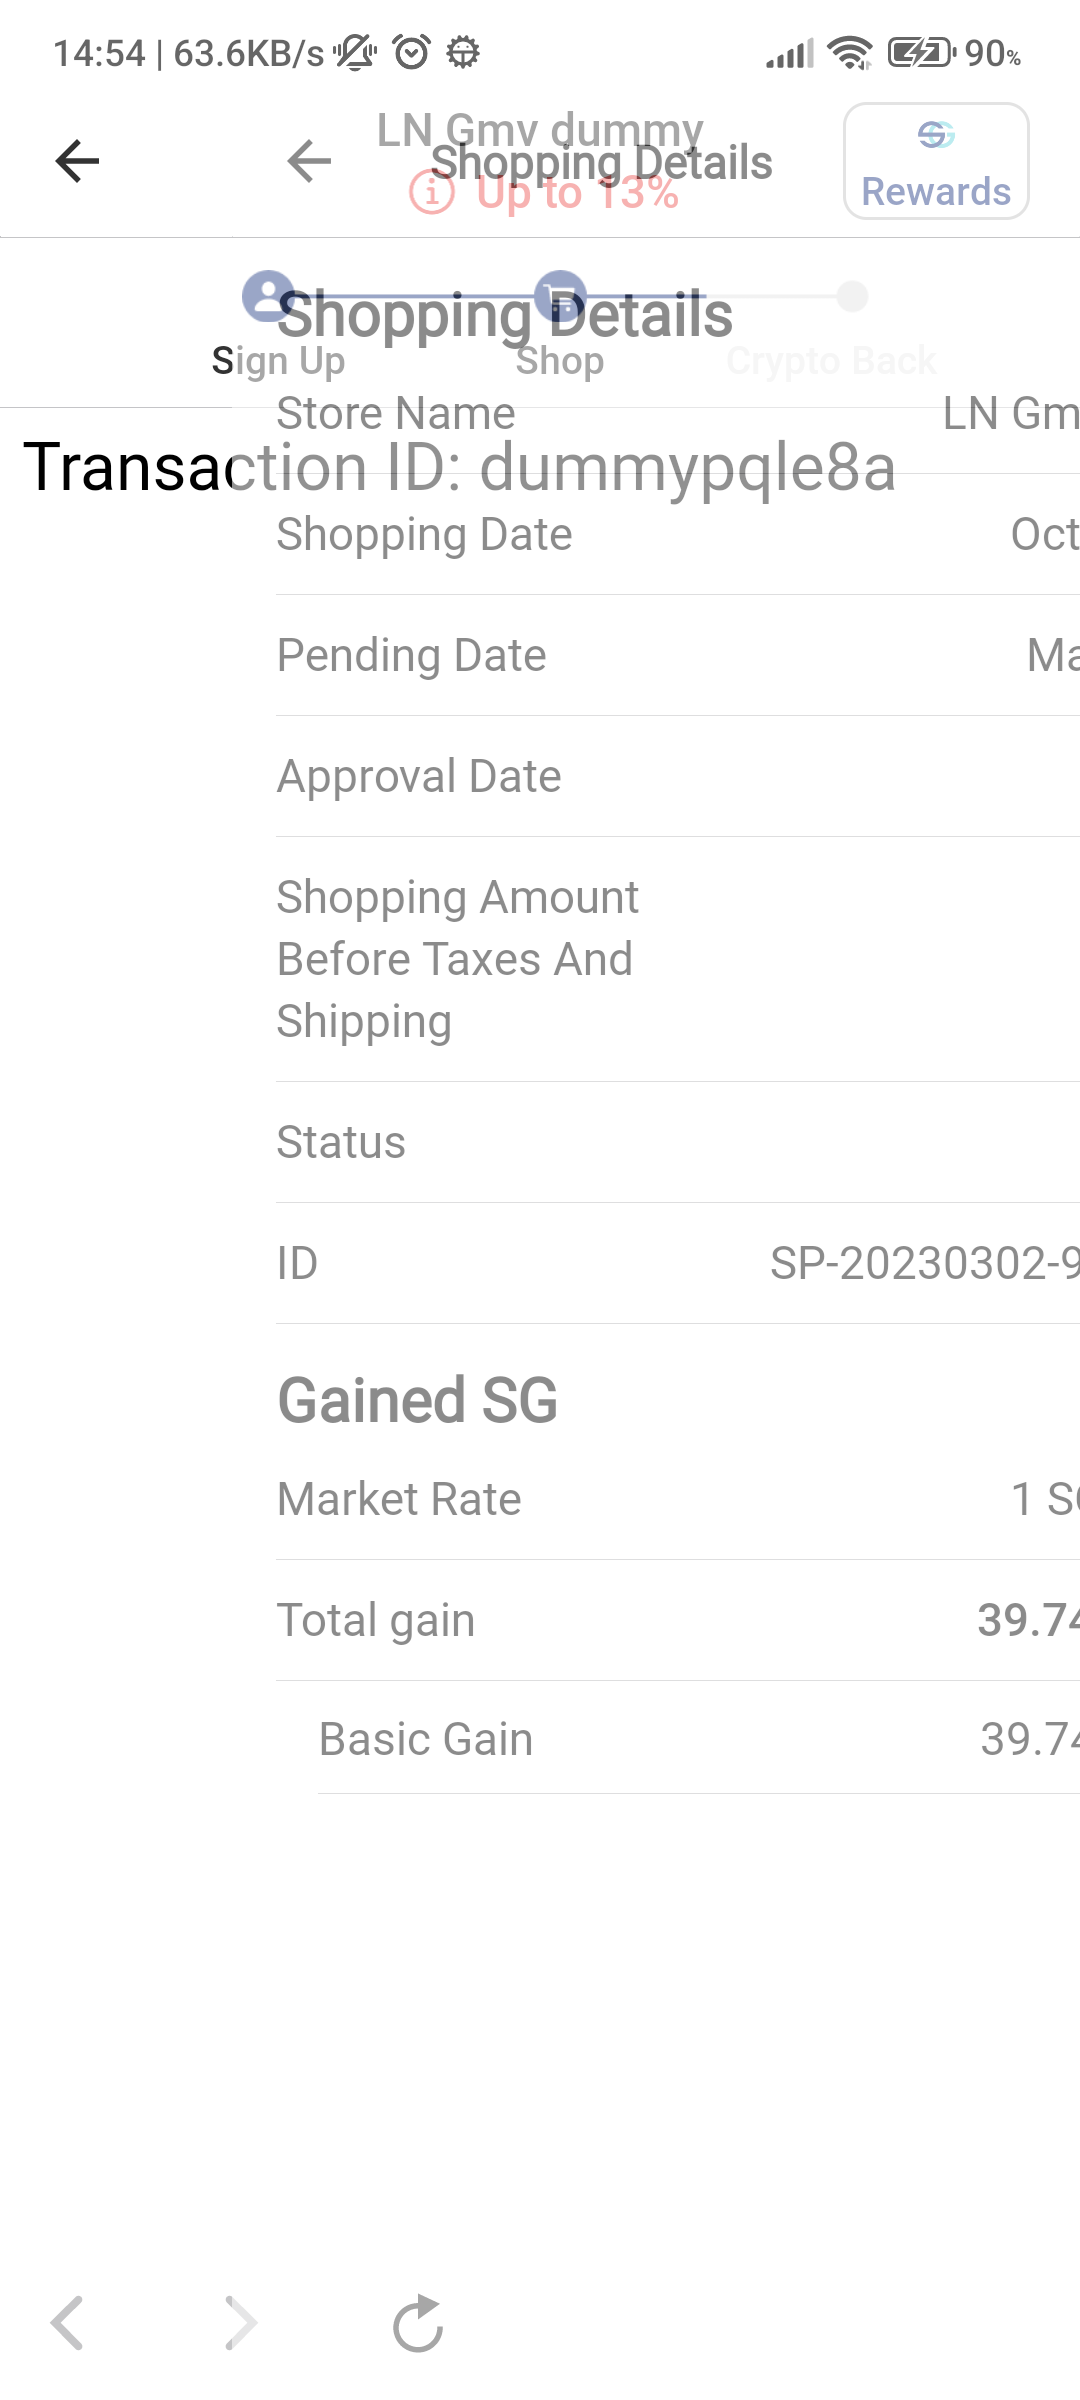 14:54 | 63.6KB/s 90%
LN Gmv dummy
Shopping Details
Up to 13%
Rewards
Shopping Details
Sign Up Shop Crypto Back
Store Name LN Gm
Transaction ID: dummypqle8a
Shopping Date Oct
Pending Date Ma
Approval Date
Shopping Amount
Before Taxes And
Shipping
Status
ID SP-20230302-9
Gained SG
Market Rate 1 SG
Total gain 39.74
Basic Gain 39.74